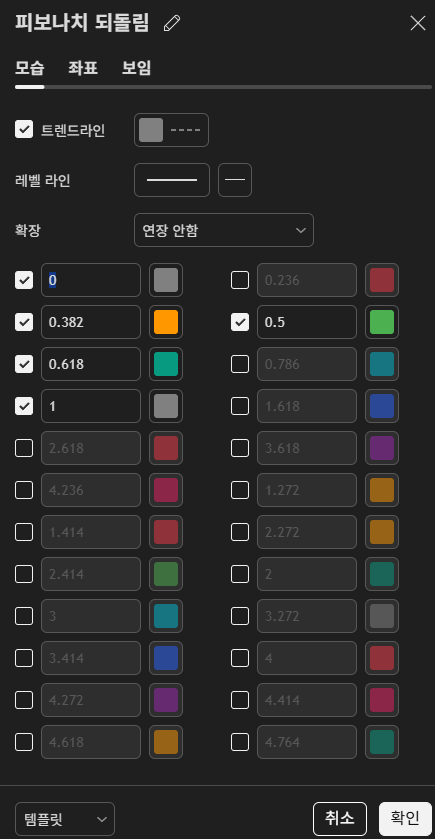 피보나치 되돌림
모습 좌표 보임
트렌드라인
레벨 라인
확장 연장 안함
0 0.236
0.382 0.5
0.618 0.786
1 1.618
2.618 3.618
4.236 1.272
1.414 2.272
2.414 2
3 3.272
3.414 4
4.272 4.414
4.618 4.764
템플릿 취소 확인